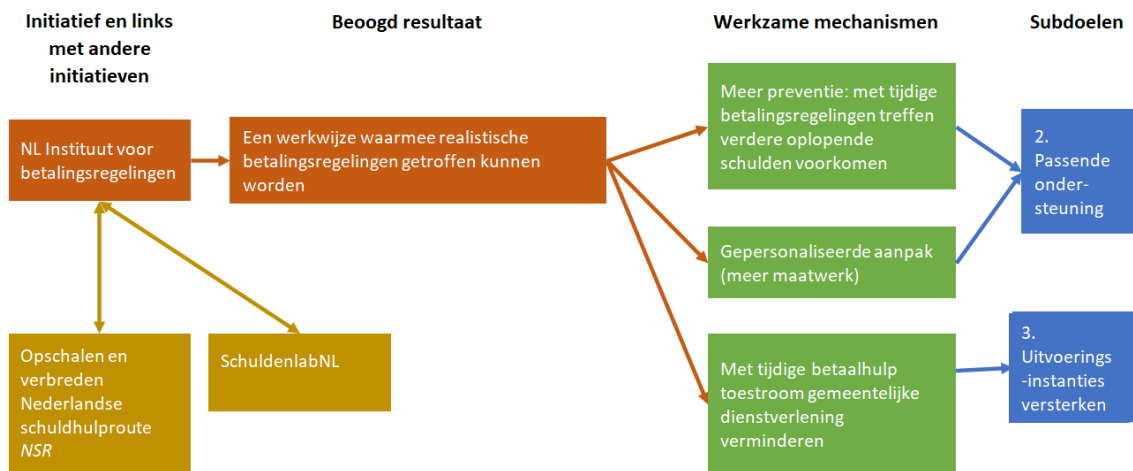 Initiatief en links
met andere
initiatieven
Beoogd resultaat
Werkzame mechanismen
Subdoelen
NL Instituut voor
betalingsregelingen
Een werkwijze waarmee realistische
betalingsregelingen getroffen kunnen
worden
Meer preventie: met tijdige
betalingsregelingen treffen
verdere oplopende
schulden voorkomen
2.
Passende
onder-
steuning
Gepersonaliseerde aanpak
(meer maatwerk)
Opschalen en
verbreden
Nederlandse
schuldhulproute
NSR
SchuldenlabNL
Met tijdige betaalhulp
toestroom gemeentelijke
dienstverlening
verminderen
3.
Uitvoerings
-instanties
versterken